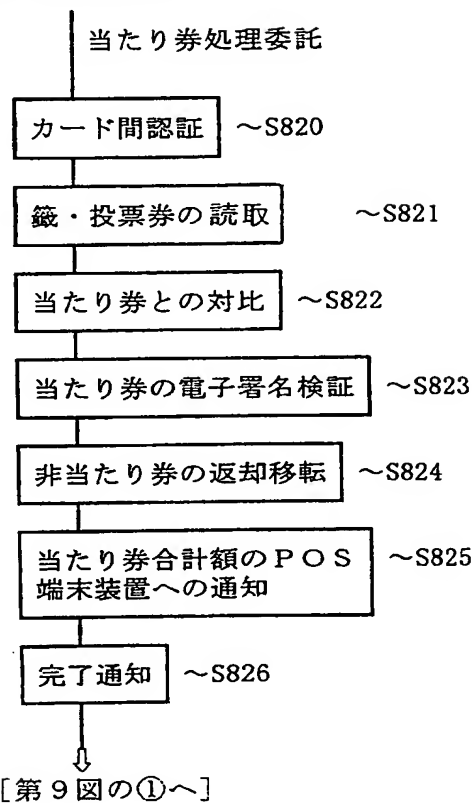 当たり券処理委託
カード間認証 ～S820
籤・投票券の読取 ～S821
当たり券との対比 ～S822
当たり券の電子署名検証 ～S823
非当たり券の返却移転 ～S824
当たり券合計額のPOS ～S825
端末装置への通知
完了通知 ～S826
[第9図の①へ]